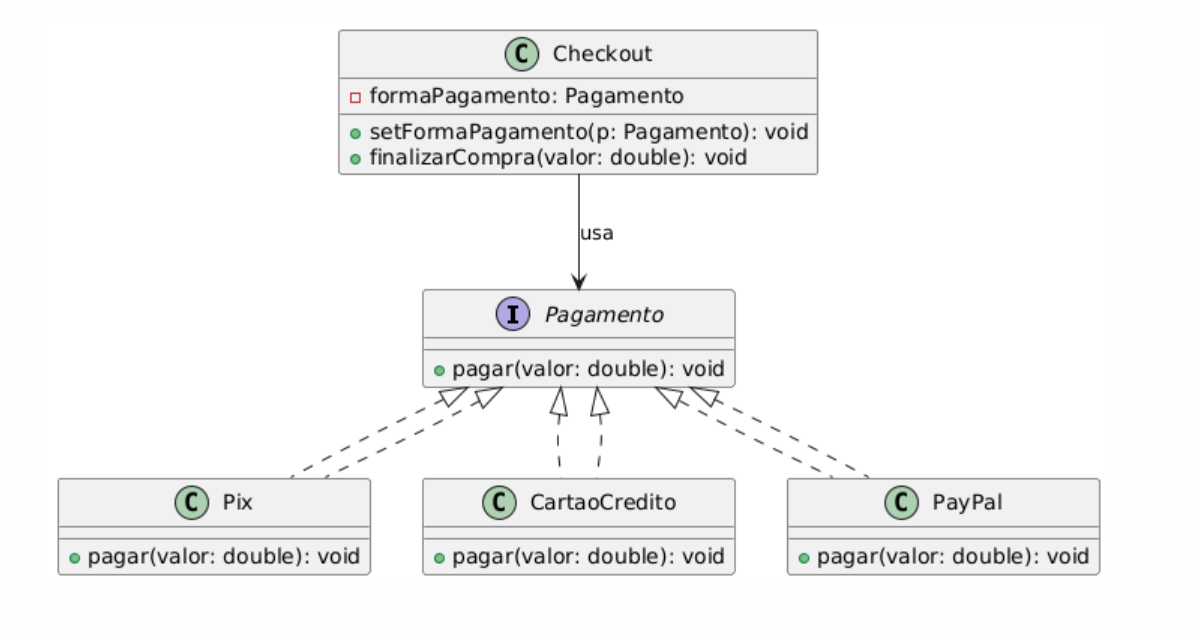 C Checkout
formaPagamento: Pagamento
setFormaPagamento(p: Pagamento): void
finalizarCompra(valor: double): void
usa
I Pagamento
pagar(valor: double): void
C Pix
pagar(valor: double): void
C CartaoCredito
pagar(valor: double): void
C PayPal
pagar(valor: double): void